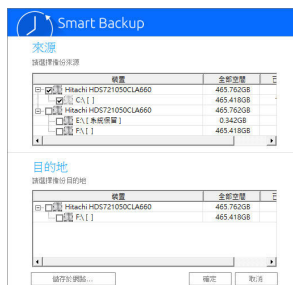 Smart Backup
來源
請選擇備份來源
裝置 全部空間
Hitachi HDS721050CLA660 465.762GB
C:\ [ ] 465.418GB
Hitachi HDS721050CLA660 465.762GB
E:\ [ 系統保留 ] 0.342GB
F:\ [ ] 465.418GB
目的地
請選擇備份目的地
裝置 全部空間
Hitachi HDS721050CLA660 465.762GB
F:\ [ ] 465.418GB
儲存於網路... 確定 取消